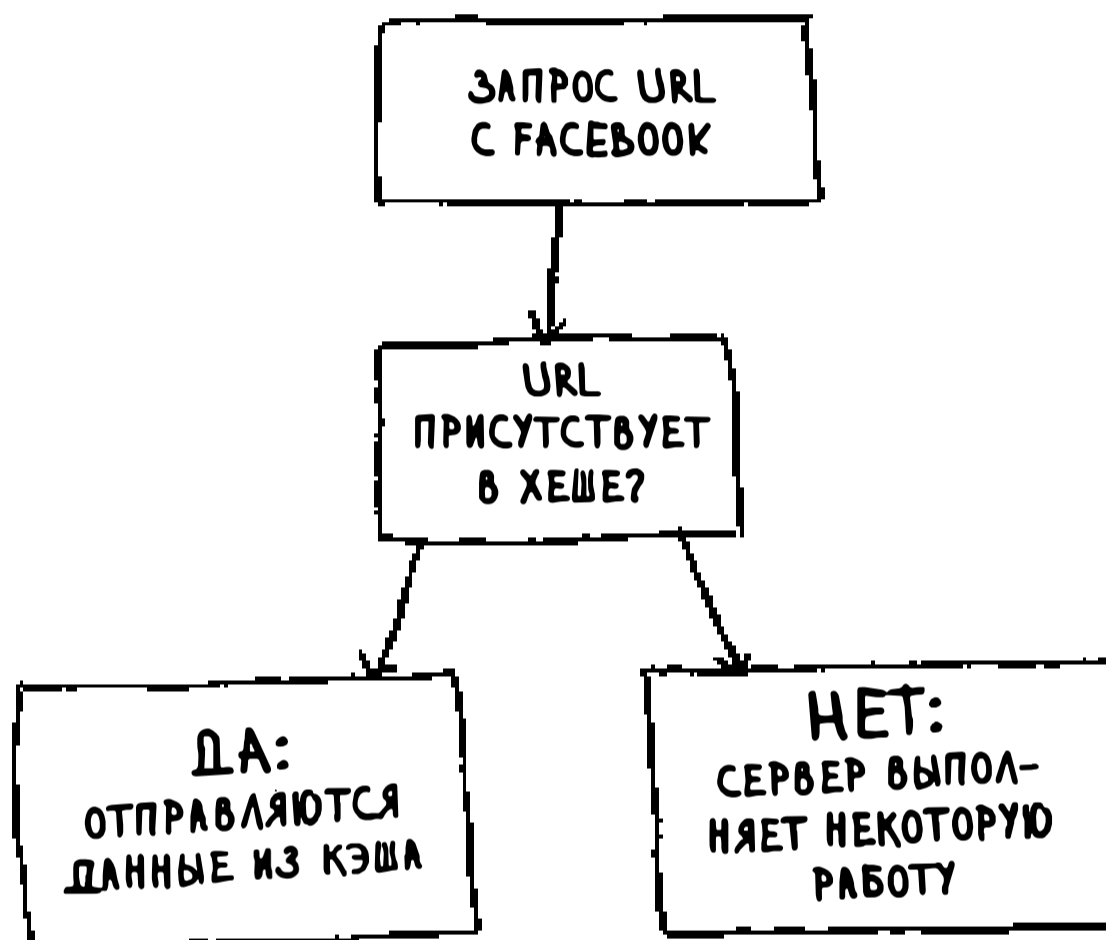 ЗАПРОС URL
С FACEBOOK
URL
ПРИСУТСТВУЕТ
В ХЕШЕ?
ДА:
ОТПРАВЛЯЮТСЯ
ДАННЫЕ ИЗ КЭША
НЕТ:
СЕРВЕР ВЫПОЛ-
НЯЕТ НЕКОТОРУЮ
РАБОТУ